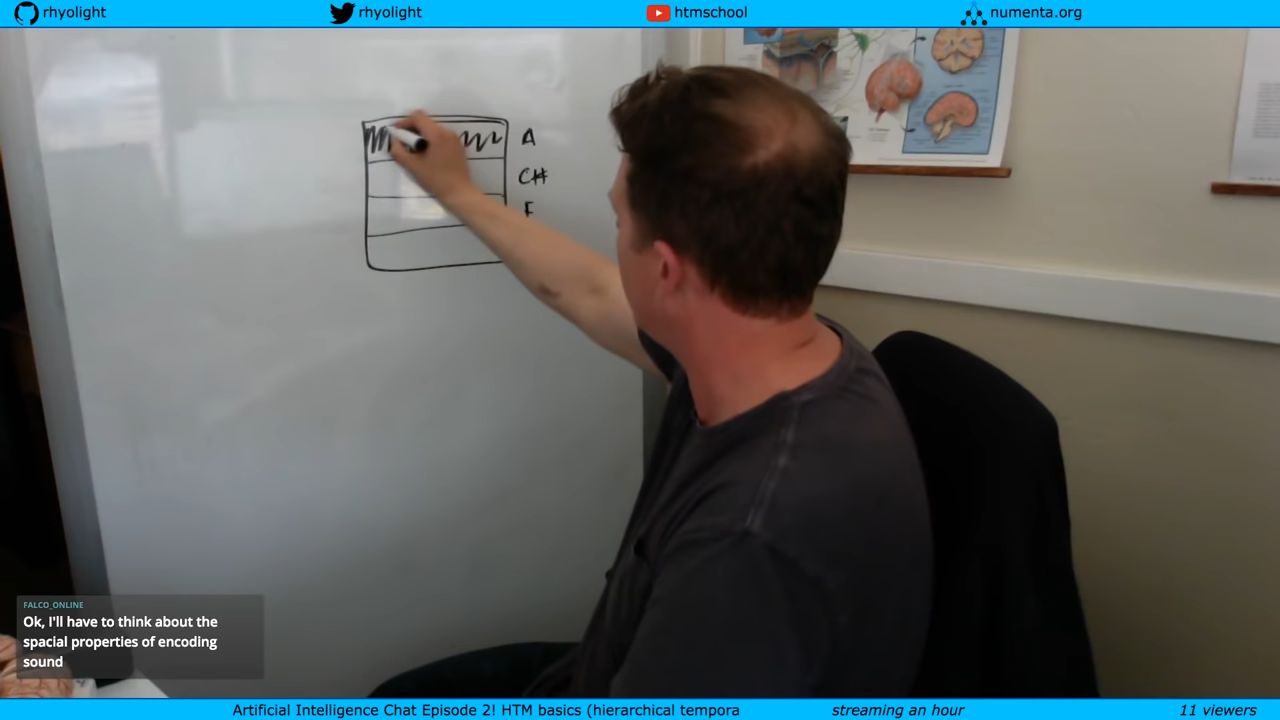 rhyolight
rhyolight
htmschool
numenta.org
A
CH
F
FALCO_ONLINE
Ok, I'll have to think about the
spacial properties of encoding
sound
Artificial Intelligence Chat Episode 2! HTM basics (hierarchical tempora
streaming an hour
11 viewers